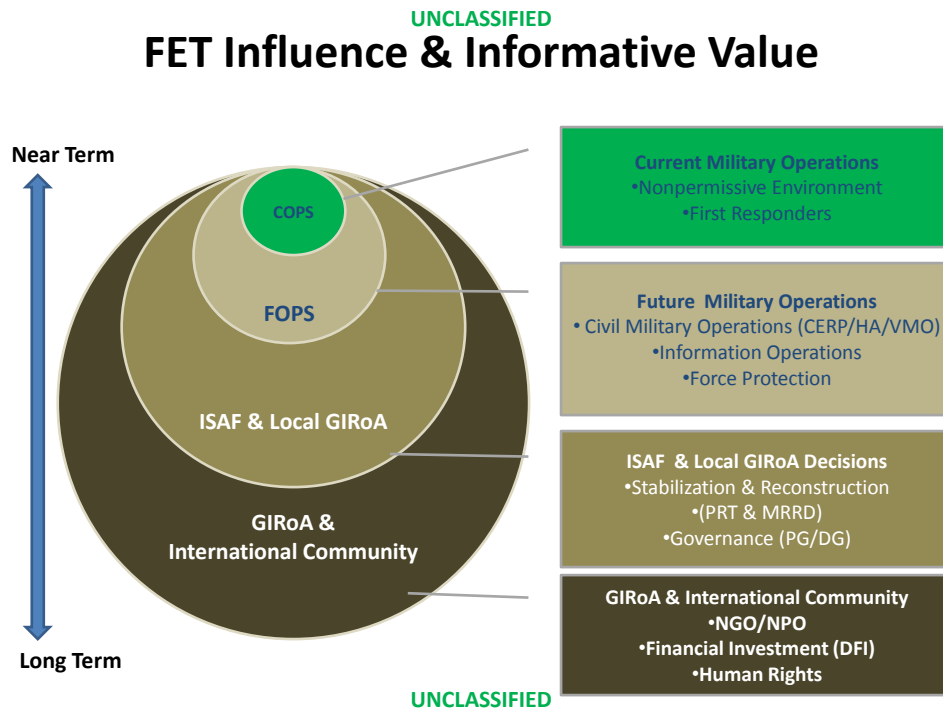 UNCLASSIFIED
FET Influence & Informative Value
Near Term
COPS
FOPS
ISAF & Local GIRoA
GIRoA &
International Community
Long Term
Current Military Operations
•Nonpermissive Environment
•First Responders
Future  Military Operations
• Civil Military Operations (CERP/HA/VMO)
•Information Operations
•Force Protection
ISAF  & Local GIRoA Decisions
•Stabilization & Reconstruction
•(PRT & MRRD)
•Governance (PG/DG)
GIRoA & International Community
•NGO/NPO
•Financial Investment (DFI)
•Human Rights
UNCLASSIFIED